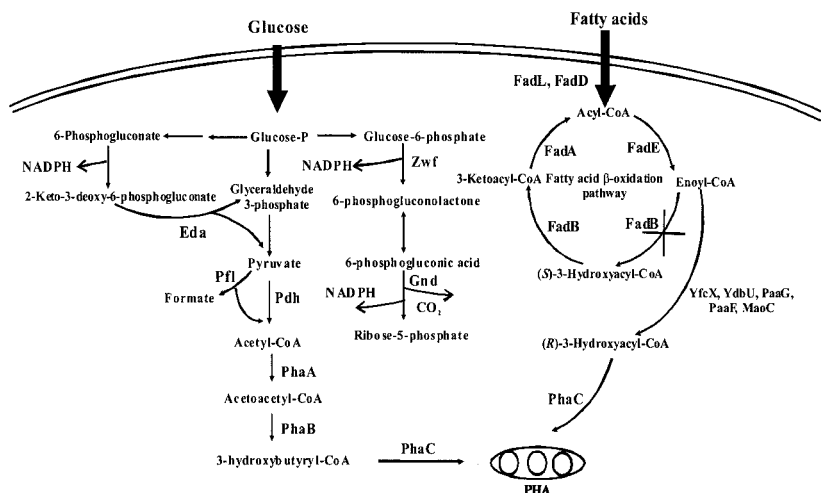 Glucose
Fatty acids
FadL, FadD
Acyl-CoA
6-Phosphogluconate
Glucose-P
Glucose-6-phosphate
FadA
FadE
NADPH
NADPH
Zwf
3-Ketoacyl-CoA
Fatty acid β-oxidation
pathway
Enoyl-CoA
2-Keto-3-deoxy-6-phosphogluconate
Glyceraldehyde
3-phosphate
6-phosphogluconolactone
Eda
FadB
FadB
Pyruvate
6-phosphogluconic acid
(S)-3-Hydroxyacyl-CoA
Pfl
Gnd
Formate
Pdh
NADPH
CO₂
YfcX, YdbU, PaaG,
PaaF, MaoC
Acetyl-CoA
Ribose-5-phosphate
(R)-3-Hydroxyacyl-CoA
PhaA
Acetoacetyl-CoA
PhaC
PhaB
3-hydroxybutyryl-CoA
PhaC
PHA